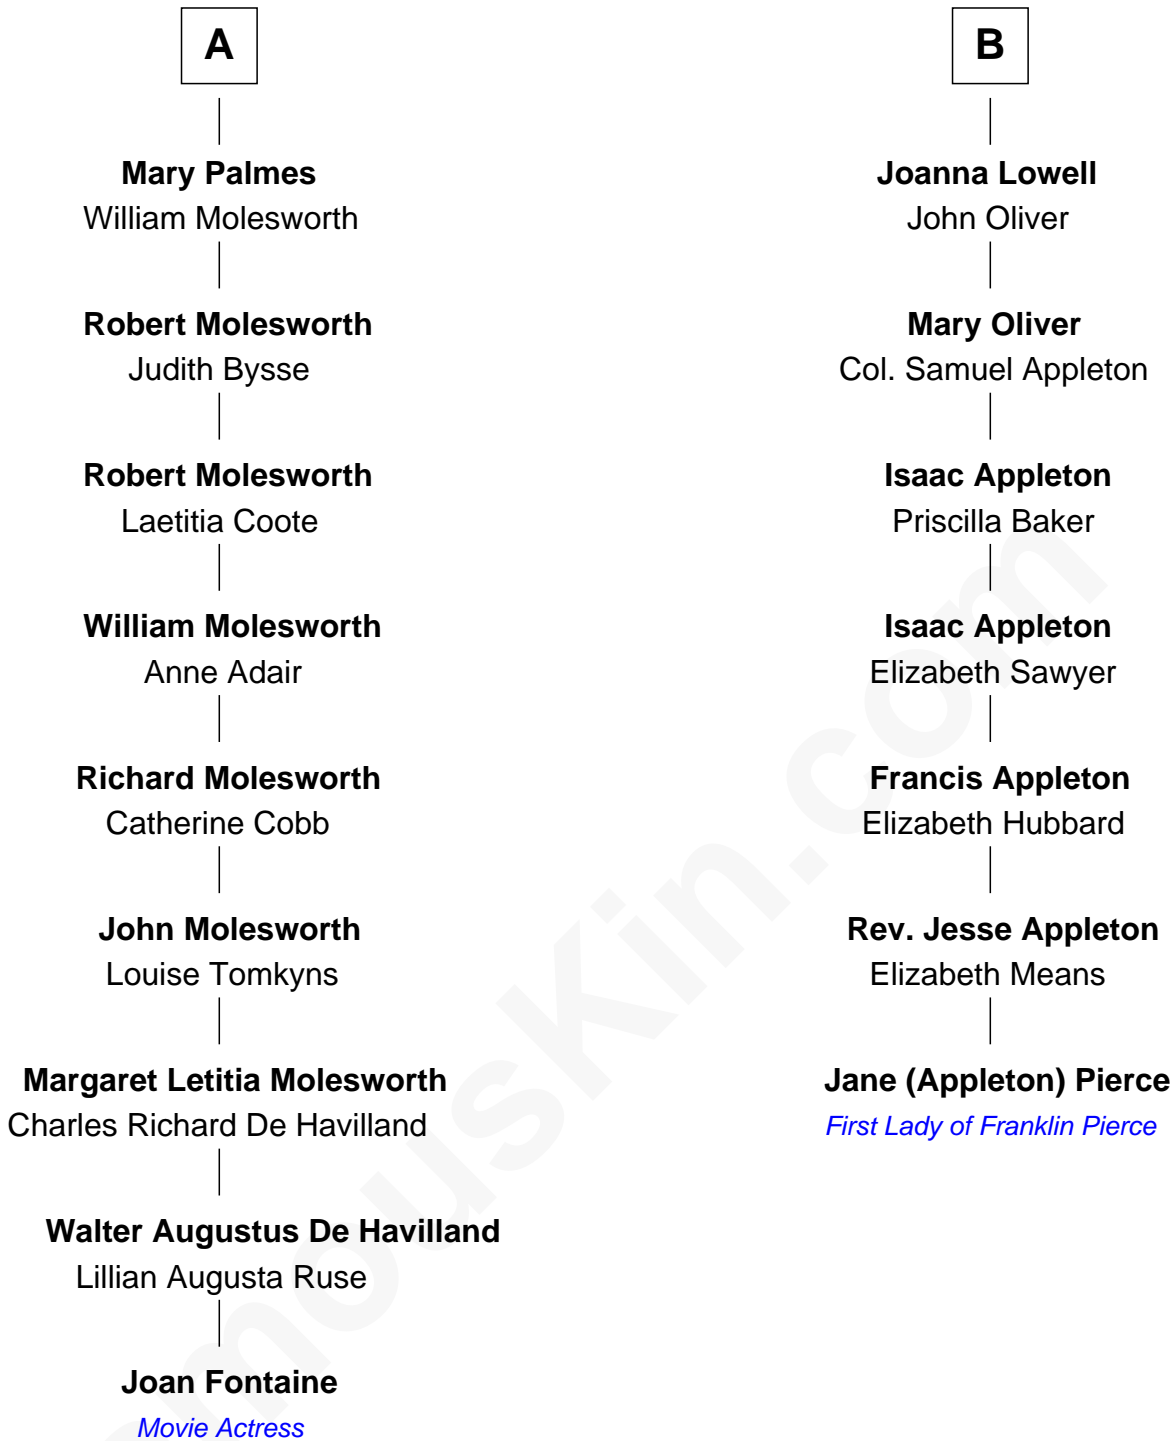 A
Mary Palmes
William Molesworth
Robert Molesworth
Judith Bysse
Robert Molesworth
Laetitia Coote
William Molesworth
Anne Adair
Richard Molesworth
Catherine Cobb
John Molesworth
Louise Tomkyns
Margaret Letitia Molesworth
Charles Richard De Havilland
Walter Augustus De Havilland
Lillian Augusta Ruse
Joan Fontaine
Movie Actress
B
Joanna Lowell
John Oliver
Mary Oliver
Col. Samuel Appleton
Isaac Appleton
Priscilla Baker
Isaac Appleton
Elizabeth Sawyer
Francis Appleton
Elizabeth Hubbard
Rev. Jesse Appleton
Elizabeth Means
Jane (Appleton) Pierce
First Lady of Franklin Pierce